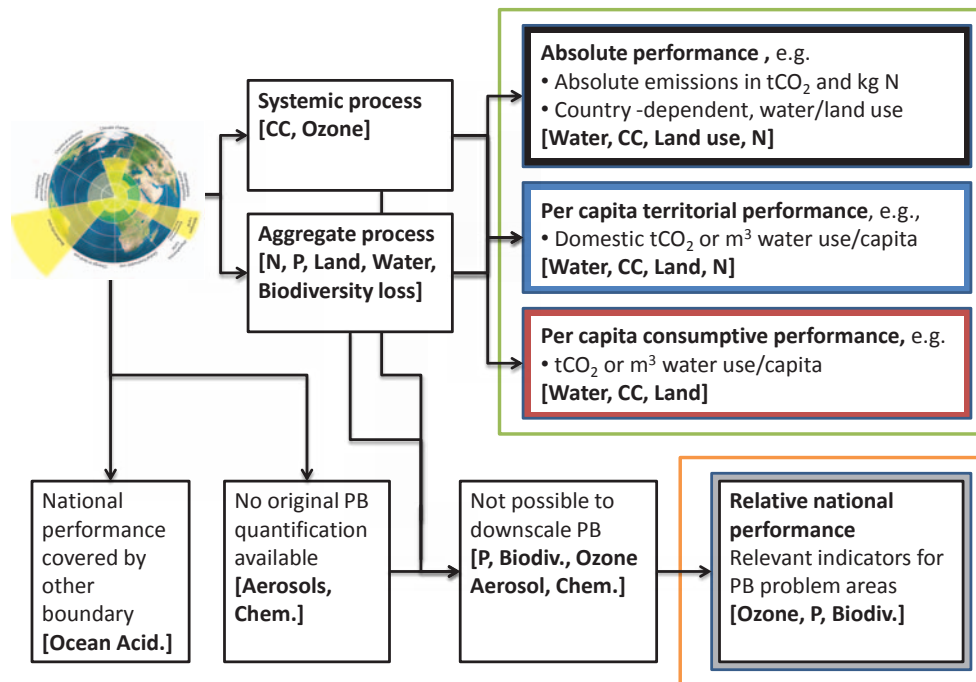 Systemic process
[CC, Ozone]
Aggregate process
[N, P, Land, Water,
Biodiversity loss]
Absolute performance , e.g.
• Absolute emissions in tCO₂ and kg N
• Country -dependent, water/land use
[Water, CC, Land use, N]
Per capita territorial performance, e.g.,
• Domestic tCO₂ or m³ water use/capita
[Water, CC, Land, N]
Per capita consumptive performance, e.g.
• tCO₂ or m³ water use/capita
[Water, CC, Land]
National
performance
covered by
other
boundary
[Ocean Acid.]
No original PB
quantification
available
[Aerosols,
Chem.]
Not possible to
downscale PB
[P, Biodiv., Ozone
Aerosol, Chem.]
Relative national
performance
Relevant indicators for
PB problem areas
[Ozone, P, Biodiv.]